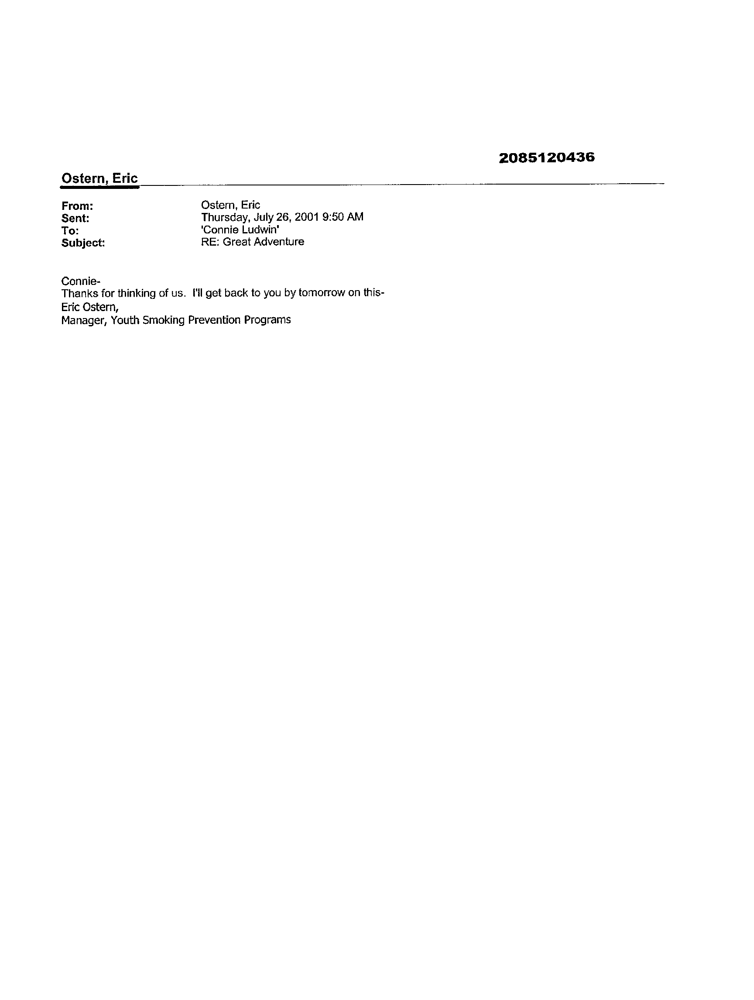 2085120436
Ostern, Eric
From: Ostern, Eric
Sent: Thursday, July 26, 2001 9:50 AM
To: 'Connie Ludwin'
Subject: RE: Great Adventure
Connie-
Thanks for thinking of us. I'll get back to you by tomorrow on this-
Eric Ostern,
Manager, Youth Smoking Prevention Programs